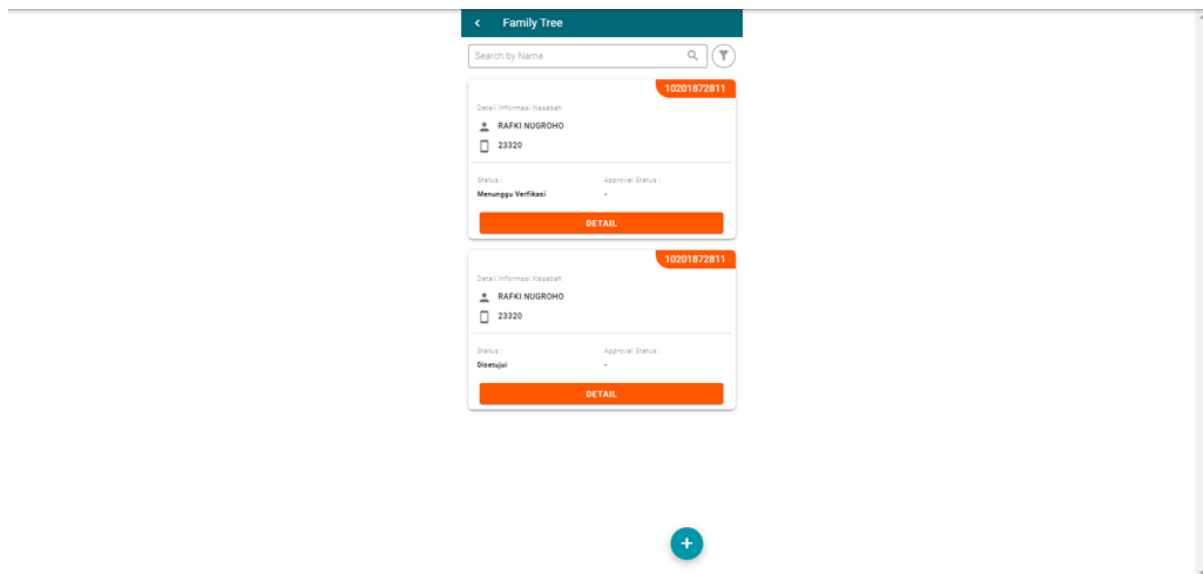 Family Tree
Search by Nama
10201872811
Detail Informasi Nasabah
RAFKI NUGROHO
23320
Status : Approval Status :
Menunggu Verfikasi -
DETAIL
10201872811
Detail Informasi Nasabah
RAFKI NUGROHO
23320
Status : Approval Status :
Disetujui -
DETAIL